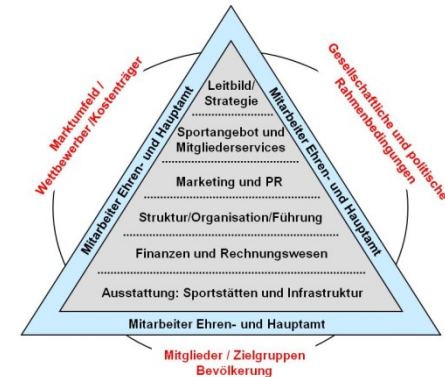 Leitbild/
Strategie
Sportangebot und
Mitgliederservices
Marketing und PR
Struktur/Organisation/Führung
Finanzen und Rechnungswesen
Ausstattung: Sportstätten und Infrastruktur
Mitarbeiter Ehren- und Hauptamt
Mitarbeiter Ehren- und Hauptamt
Mitarbeiter Ehren- und Hauptamt
Marktumfeld /
Wettbewerber /Kostenträger
Gesellschaftliche und politische
Rahmenbedingungen
Mitglieder / Zielgruppen
Bevölkerung